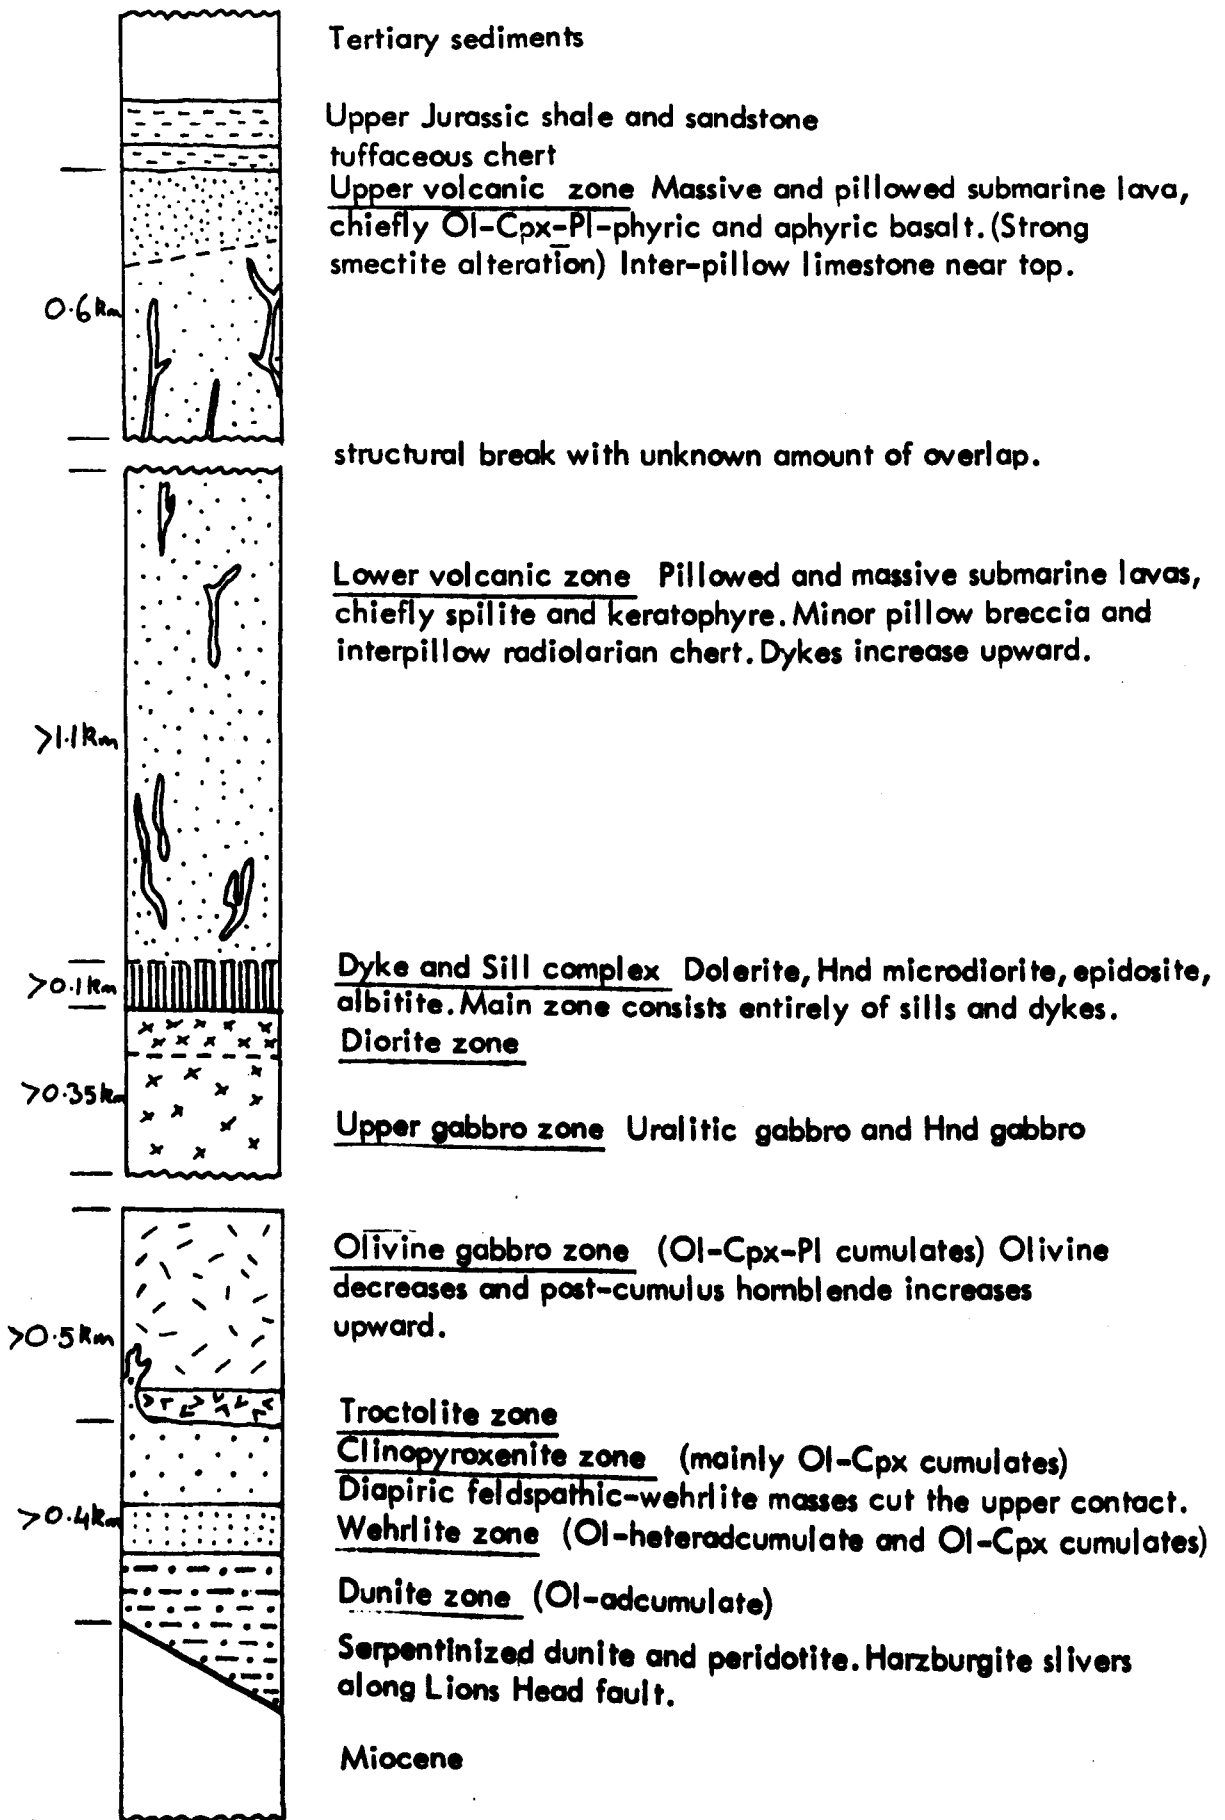 Tertiary sediments
Upper Jurassic shale and sandstone
tuffaceous chert
Upper volcanic zone Massive and pillowed submarine lava,
chiefly Ol-Cpx-Pl-phyric and aphyric basalt. (Strong
smectite alteration) Inter-pillow limestone near top.
0.6km
structural break with unknown amount of overlap.
Lower volcanic zone Pillowed and massive submarine lavas,
chiefly spilite and keratophyre. Minor pillow breccia and
interpillow radiolarian chert. Dykes increase upward.
>1.1km
Dyke and Sill complex Dolerite, Hnd microdiorite, epidosite,
>0.1km
albitite. Main zone consists entirely of sills and dykes.
Diorite zone
>0.35km
Upper gabbro zone Uralitic gabbro and Hnd gabbro
Olivine gabbro zone (Ol-Cpx-Pl cumulates) Olivine
decreases and post-cumulus hornblende increases
upward.
>0.5km
Troctolite zone
Clinopyroxenite zone (mainly Ol-Cpx cumulates)
Diapiric feldspathic-wehrlite masses cut the upper contact.
>0.4km
Wehrlite zone (Ol-heteradcumulate and Ol-Cpx cumulates)
Dunite zone (Ol-adcumulate)
Serpentinized dunite and peridotite. Harzburgite slivers
along Lions Head fault.
Miocene